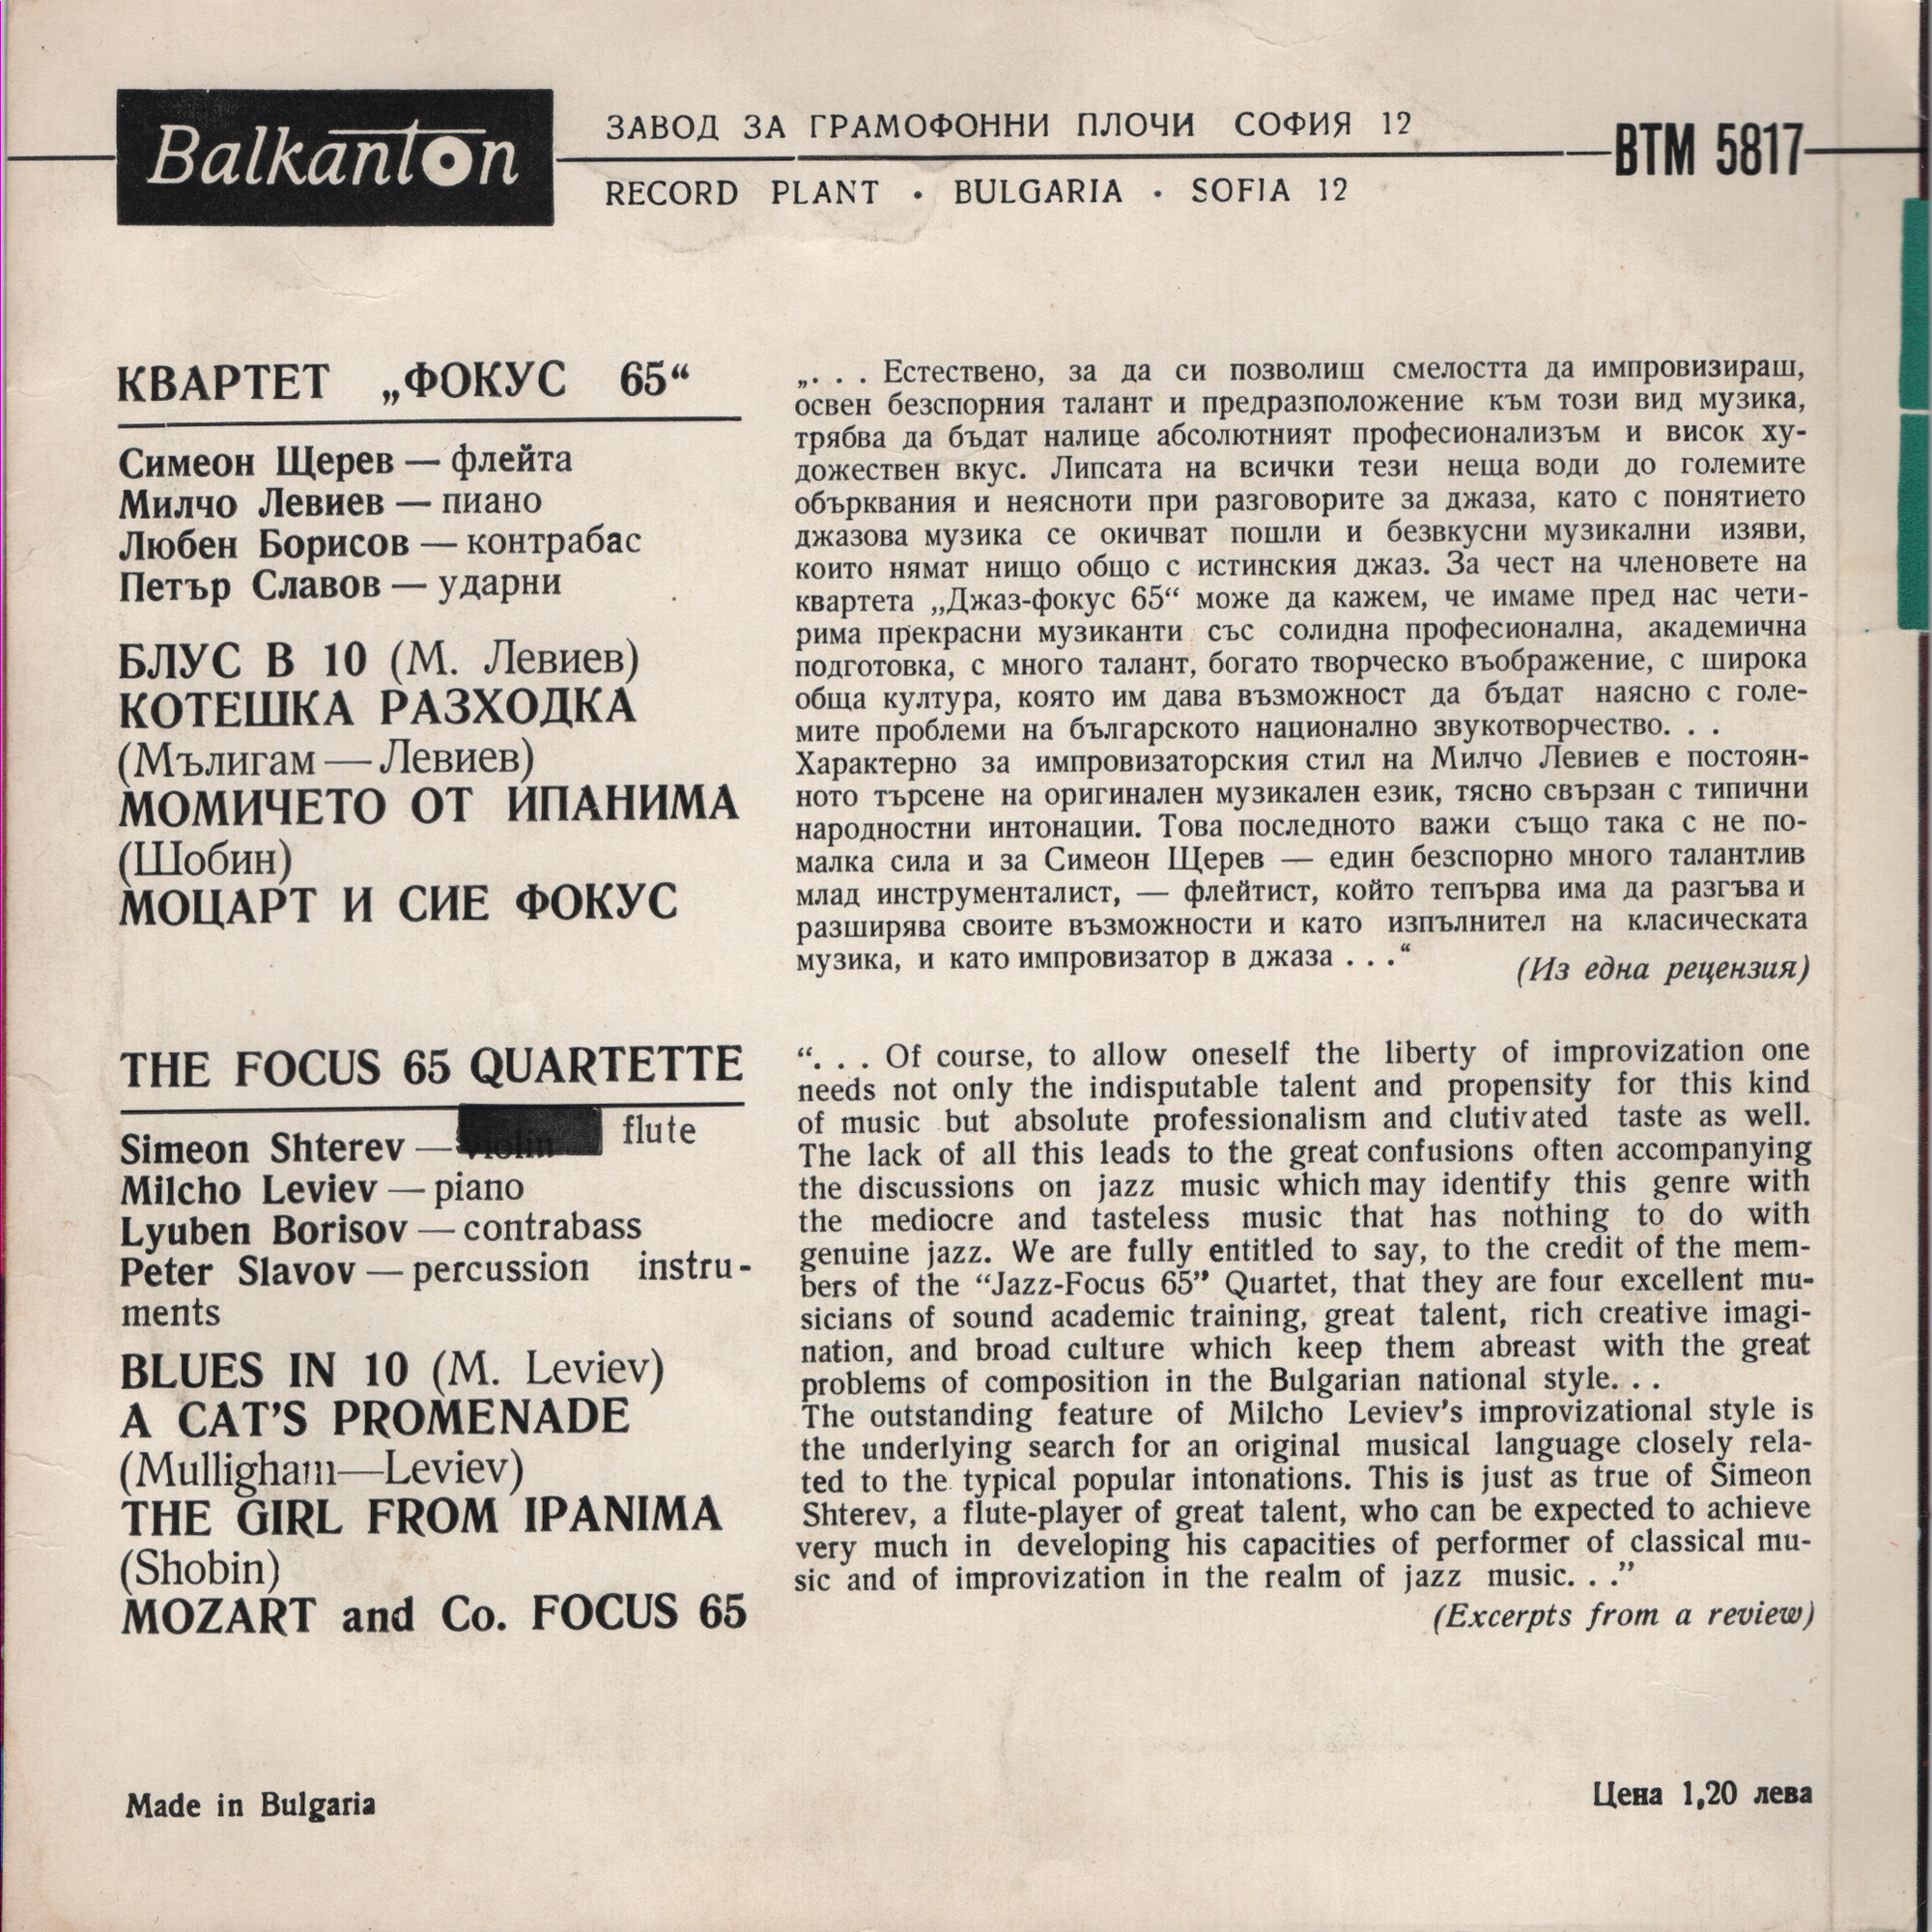 Balkanton
ЗАВОД ЗА ГРАМОФОННИ ПЛОЧИ СОФИЯ 12
RECORD PLANT • BULGARIA • SOFIA 12
ВТМ 5817
КВАРТЕТ „ФОКУС 65“
Симеон Щерев — флейта
Милчо Левиев — пиано
Любен Борисов — контрабас
Петър Славов — ударни
БЛУС В 10 (М. Левиев)
КОТЕШКА РАЗХОДКА
(Мълигам — Левиев)
МОМИЧЕТО ОТ ИПАНИМА
(Шобин)
МОЦАРТ И СИЕ ФОКУС
„. . . Естествено, за да си позволиш смелостта да импровизираш,
освен безспорния талант и предразположение към този вид музика,
трябва да бъдат налице абсолютният професионализъм и висок ху-
дожествен вкус. Липсата на всички тези неща води до големите
обърквания и неясноти при разговорите за джаза, като с понятието
джазова музика се окичват пошли и безвкусни музикални изяви,
които нямат нищо общо с истинския джаз. За чест на членовете на
квартета „Джаз-фокус 65“ може да кажем, че имаме пред нас чети-
рима прекрасни музиканти със солидна професионална, академична
подготовка, с много талант, богато творческо въображение, с широка
обща култура, която им дава възможност да бъдат наясно с голе-
мите проблеми на българското национално звукотворчество. . .
Характерно за импровизаторския стил на Милчо Левиев е постоян-
ното търсене на оригинален музикален език, тясно свързан с типични
народностни интонации. Това последното важи също така с не по-
малка сила и за Симеон Щерев — един безспорно много талантлив
млад инструменталист, — флейтист, който тепърва има да разгъва и
разширява своите възможности и като изпълнител на класическата
музика, и като импровизатор в джаза . . .“
(Из една рецензия)
THE FOCUS 65 QUARTETTE
Simeon Shterev — violin flute
Milcho Leviev — piano
Lyuben Borisov — contrabass
Peter Slavov — percussion instru-
ments
BLUES IN 10 (M. Leviev)
A CAT'S PROMENADE
(Mulligham—Leviev)
THE GIRL FROM IPANIMA
(Shobin)
MOZART and Co. FOCUS 65
“. . . Of course, to allow oneself the liberty of improvization one
needs not only the indisputable talent and propensity for this kind
of music but absolute professionalism and clutivated taste as well.
The lack of all this leads to the great confusions often accompanying
the discussions on jazz music which may identify this genre with
the mediocre and tasteless music that has nothing to do with
genuine jazz. We are fully entitled to say, to the credit of the mem-
bers of the “Jazz-Focus 65” Quartet, that they are four excellent mu-
sicians of sound academic training, great talent, rich creative imagi-
nation, and broad culture which keep them abreast with the great
problems of composition in the Bulgarian national style. . .
The outstanding feature of Milcho Leviev's improvizational style is
the underlying search for an original musical language closely rela-
ted to the typical popular intonations. This is just as true of Simeon
Shterev, a flute-player of great talent, who can be expected to achieve
very much in developing his capacities of performer of classical mu-
sic and of improvization in the realm of jazz music. . .”
(Excerpts from a review)
Made in Bulgaria
Цена 1,20 лева